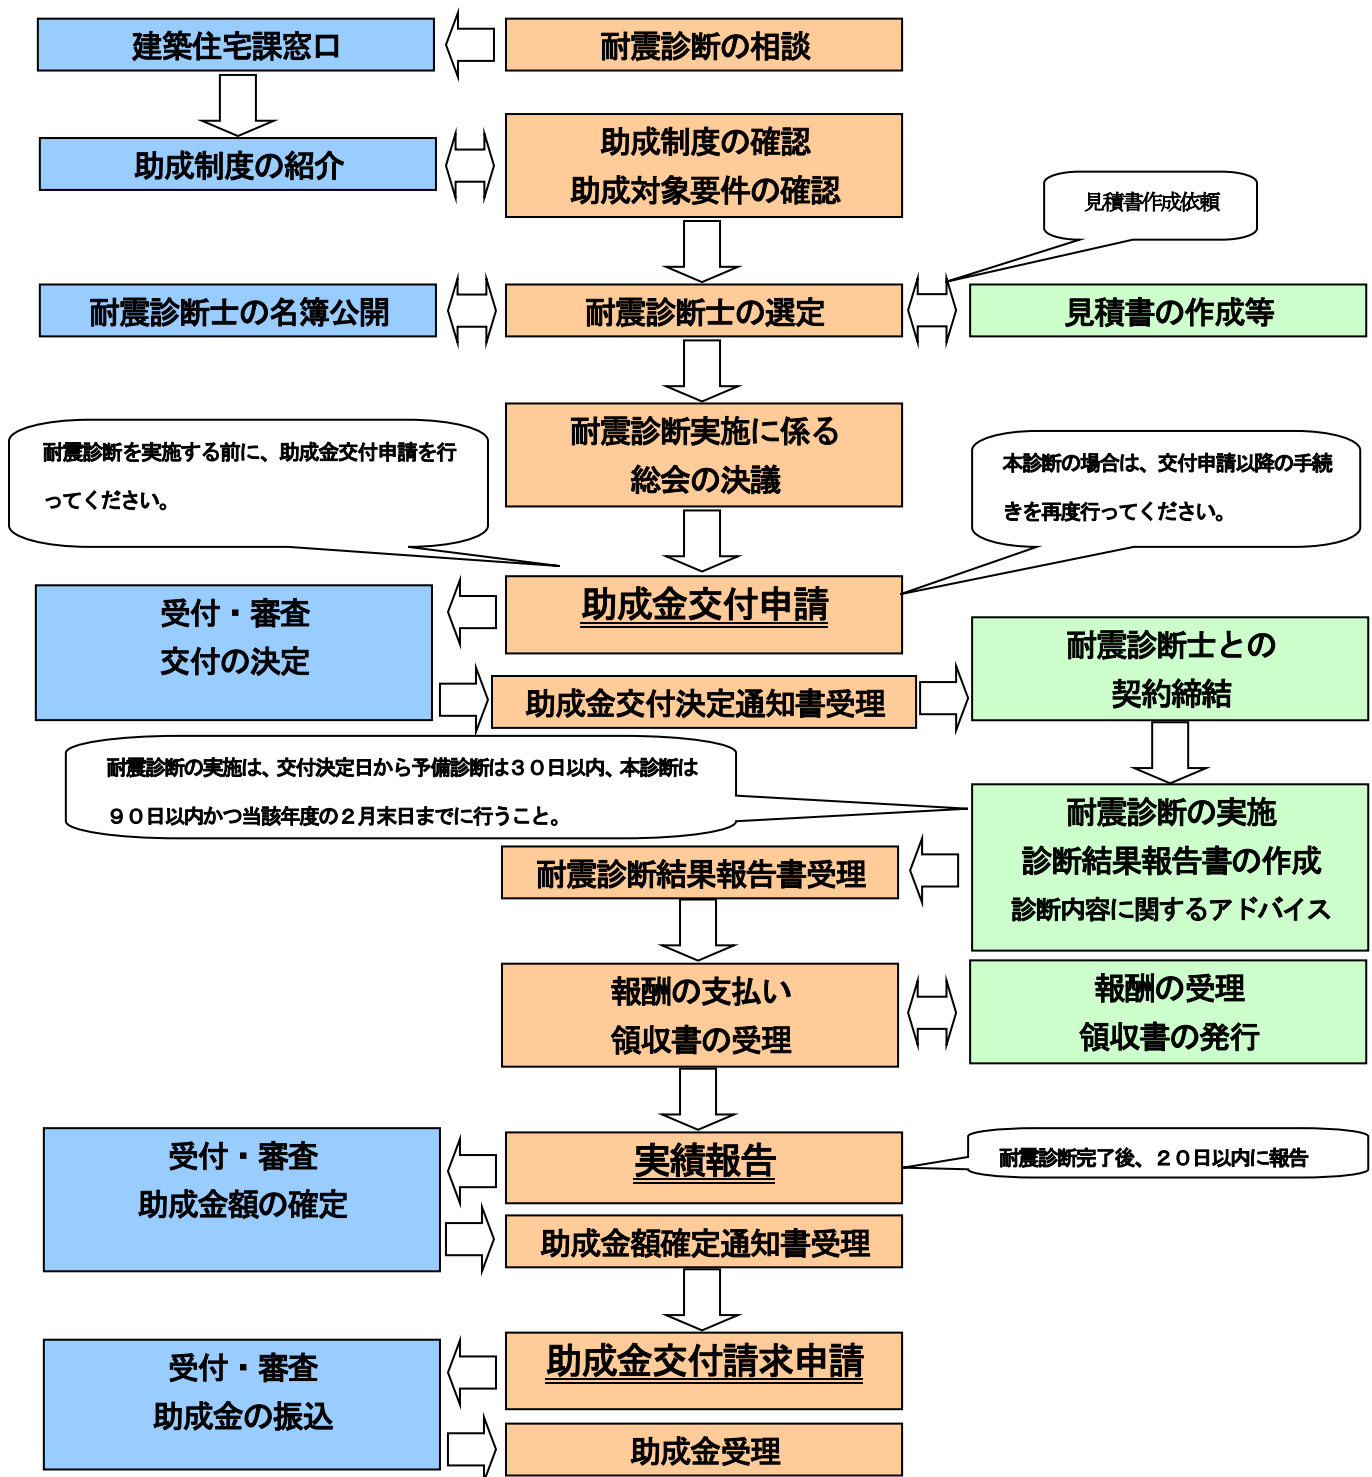 建築住宅課窓口
耐震診断の相談
助成制度の紹介
助成制度の確認
助成対象要件の確認
見積書作成依頼
耐震診断士の名簿公開
耐震診断士の選定
見積書の作成等
耐震診断実施に係る
総会の決議
耐震診断を実施する前に、助成金交付申請を行
ってください。
本診断の場合は、交付申請以降の手続
きを再度行ってください。
受付・審査
交付の決定
助成金交付申請
耐震診断士との
契約締結
助成金交付決定通知書受理
耐震診断の実施は、交付決定日から予備診断は３０日以内、本診断は
９０日以内かつ当該年度の２月末日までに行うこと。
耐震診断の実施
診断結果報告書の作成
診断内容に関するアドバイス
耐震診断結果報告書受理
報酬の支払い
領収書の受理
報酬の受理
領収書の発行
受付・審査
助成金額の確定
実績報告
耐震診断完了後、２０日以内に報告
助成金額確定通知書受理
受付・審査
助成金の振込
助成金交付請求申請
助成金受理